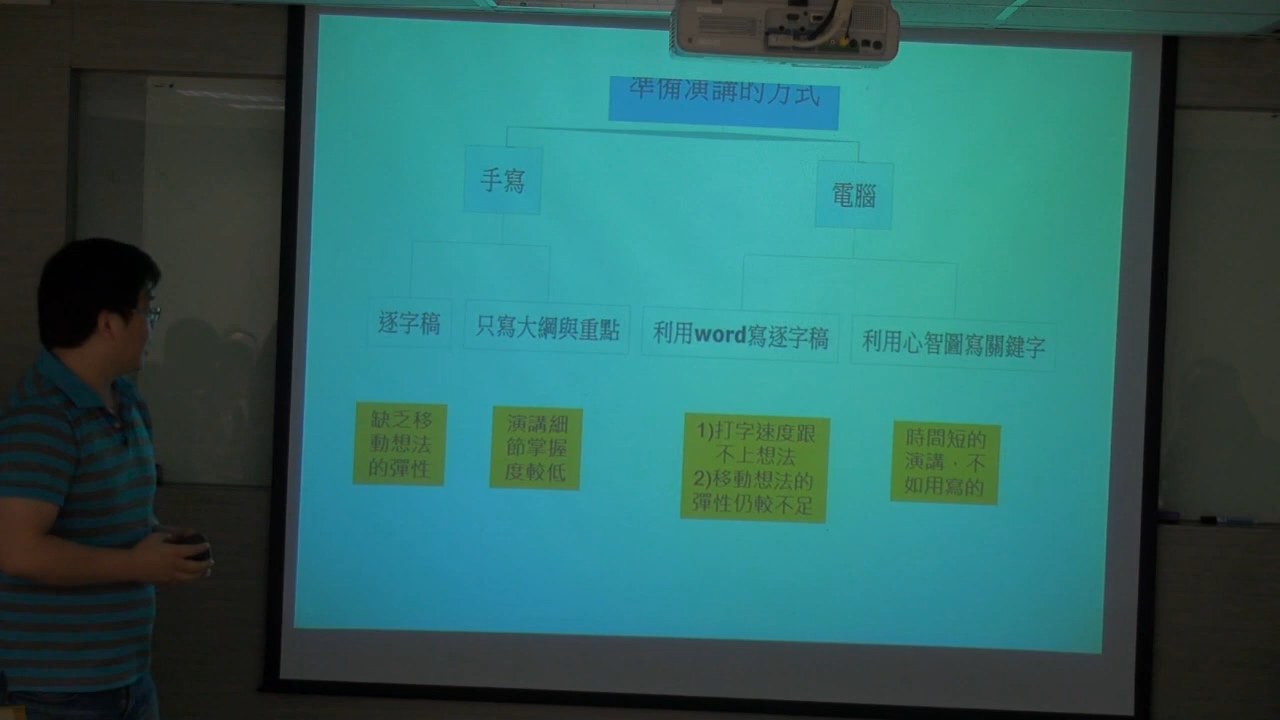 準備演講的方式
手寫
電腦
逐字稿
只寫大綱與重點
利用word寫逐字稿
利用心智圖寫關鍵字
缺乏移
動想法
的彈性
演講細
節掌握
度較低
1)打字速度跟
不上想法
2)移動想法的
彈性仍較不足
時間短的
演講，不
如用寫的